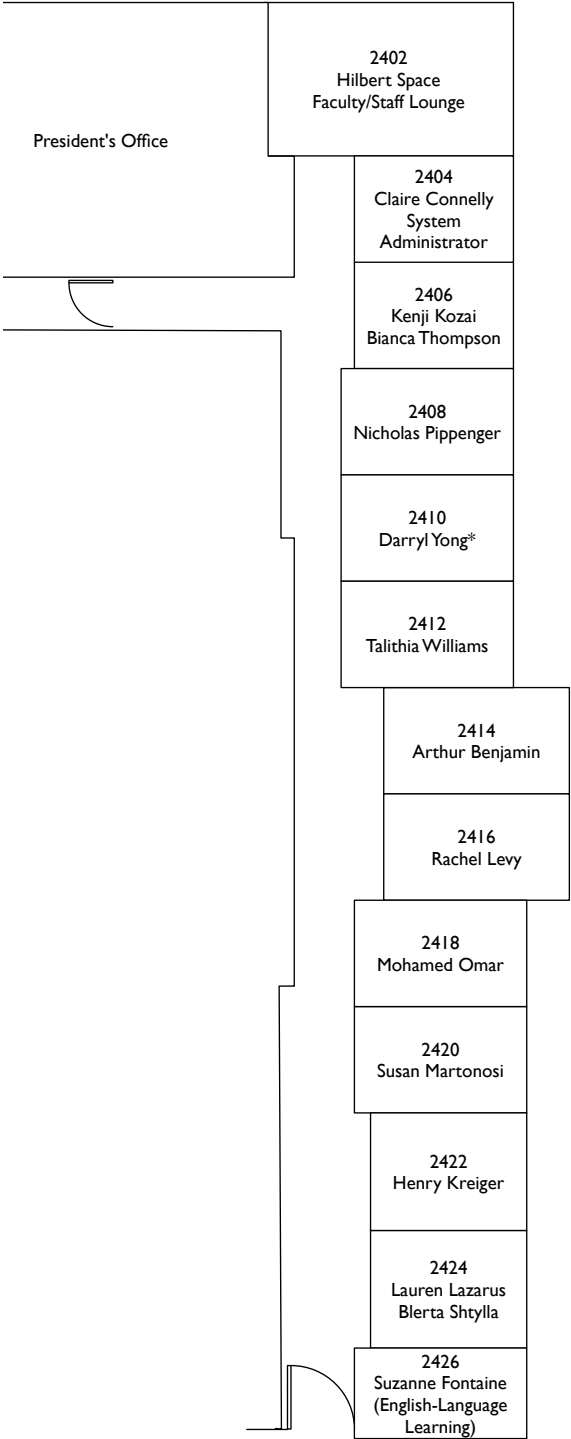 President's Office
2402
Hilbert Space
Faculty/Staff Lounge
2404
Claire Connelly
System
Administrator
2406
Kenji Kozai
Bianca Thompson
2408
Nicholas Pippenger
2410
Darryl Yong*
2412
Talithia Williams
2414
Arthur Benjamin
2416
Rachel Levy
2418
Mohamed Omar
2420
Susan Martonosi
2422
Henry Kreiger
2424
Lauren Lazarus
Blerta Shtylla
2426
Suzanne Fontaine
(English-Language
Learning)